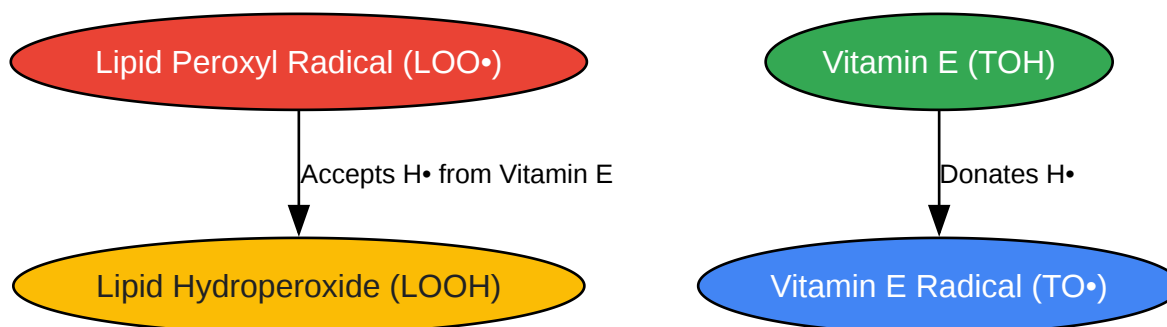 Lipid Peroxyl Radical (LOO•)
Vitamin E (TOH)
Accepts H• from Vitamin E
Donates H•
Lipid Hydroperoxide (LOOH)
Vitamin E Radical (TO•)